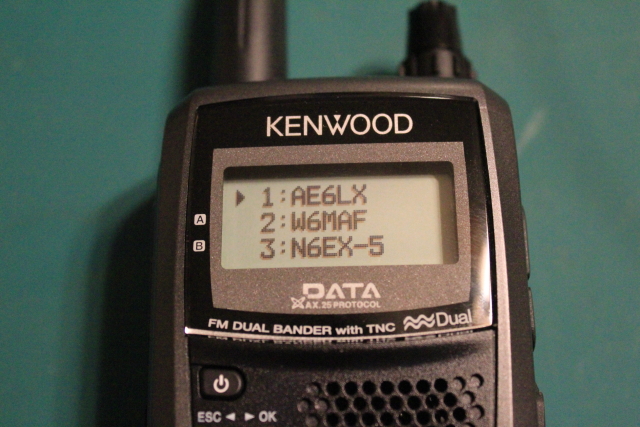 KENWOOD
▶ 1:AE6LX
A 2:W6MAF
B 3:N6EX-5
DATA
AX.25 PROTOCOL
FM DUAL BANDER with TNC Dual
ESC ◀ ▶ OK